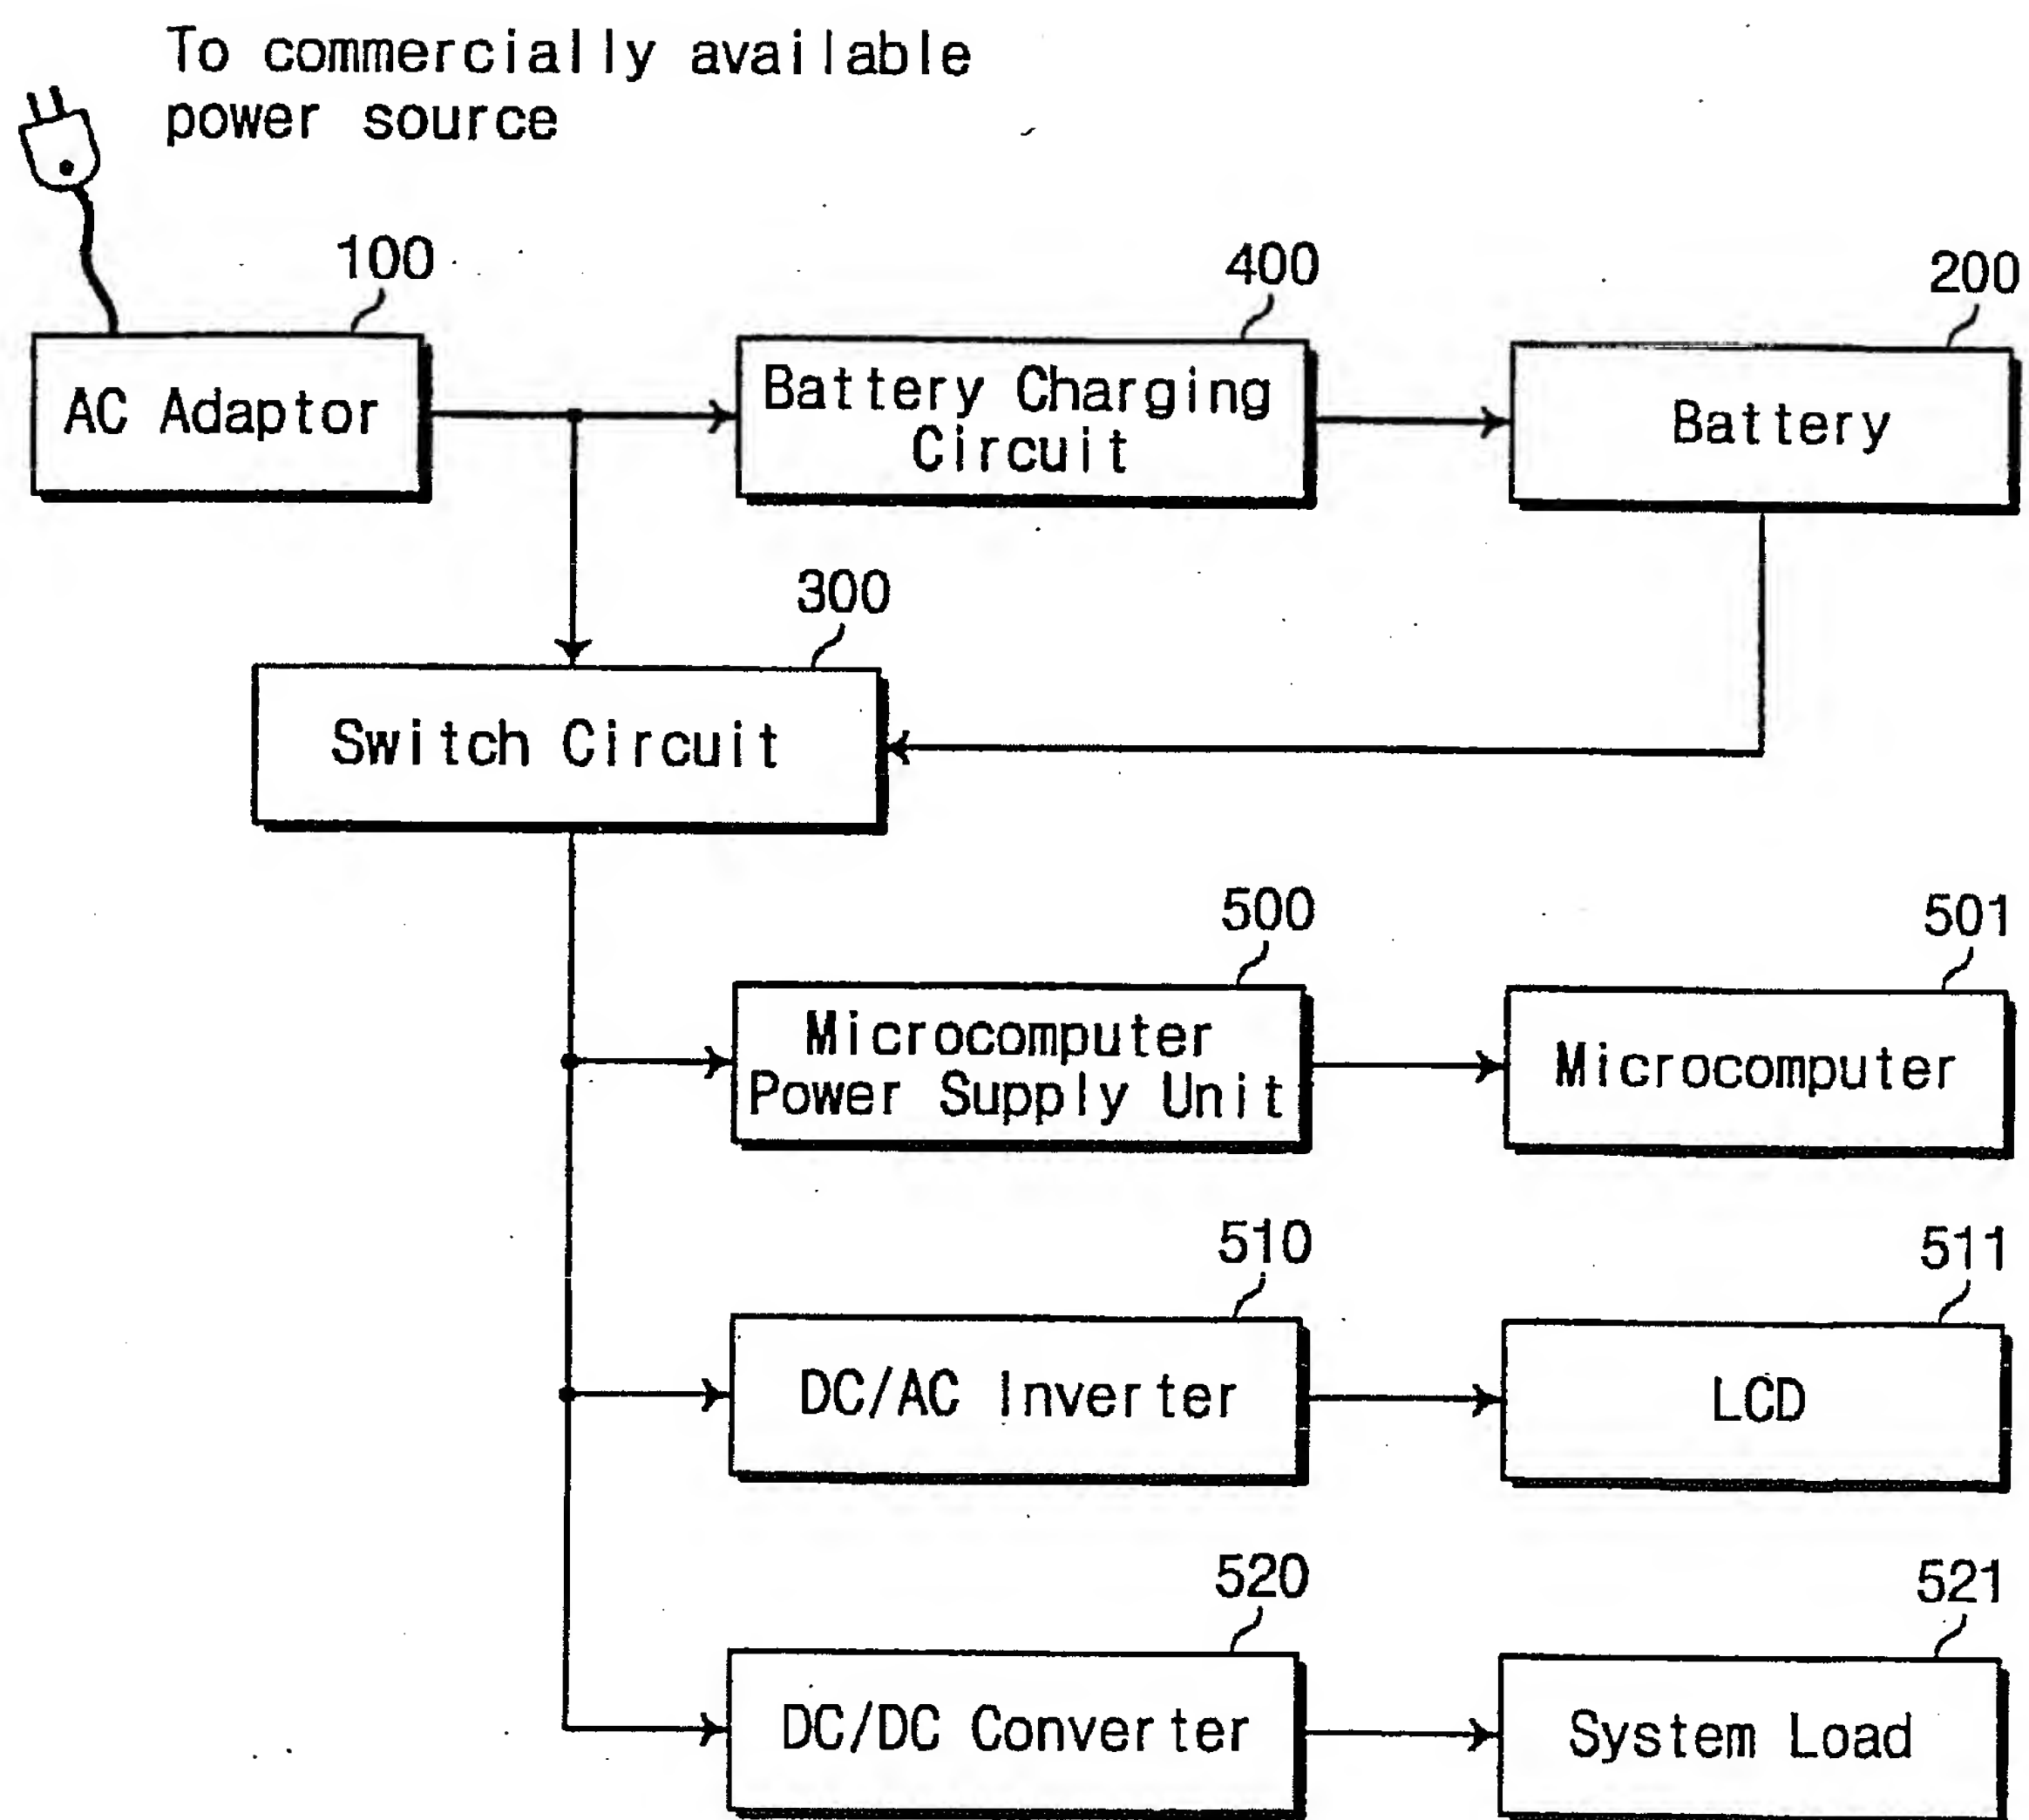 To commercially available
power source
100
400
200
AC Adaptor
Battery Charging
Circuit
Battery
300
Switch Circuit
500
501
Microcomputer
Power Supply Unit
Microcomputer
510
511
DC/AC Inverter
LCD
520
521
DC/DC Converter
System Load